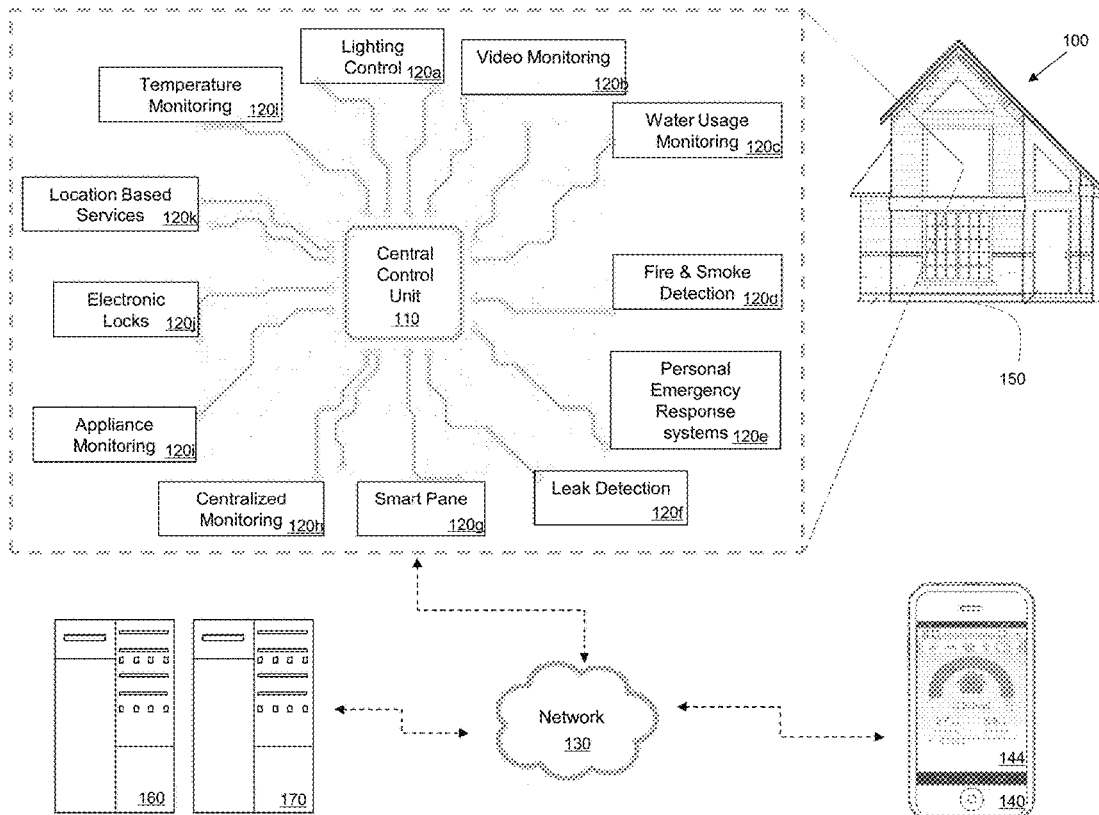 Lighting
Control 120a
Video Monitoring
120b
100
Temperature
Monitoring 120l
Water Usage
Monitoring 120c
Location Based
Services
120k
Central
Control
Unit
110
Fire & Smoke
Detection 120d
Electronic
Locks 120j
150
Personal
Emergency
Response
systems 120e
Appliance
Monitoring 120i
Leak Detection
120f
Centralized
Monitoring 120h
Smart Pane
120g
Network
130
144
140
160
170